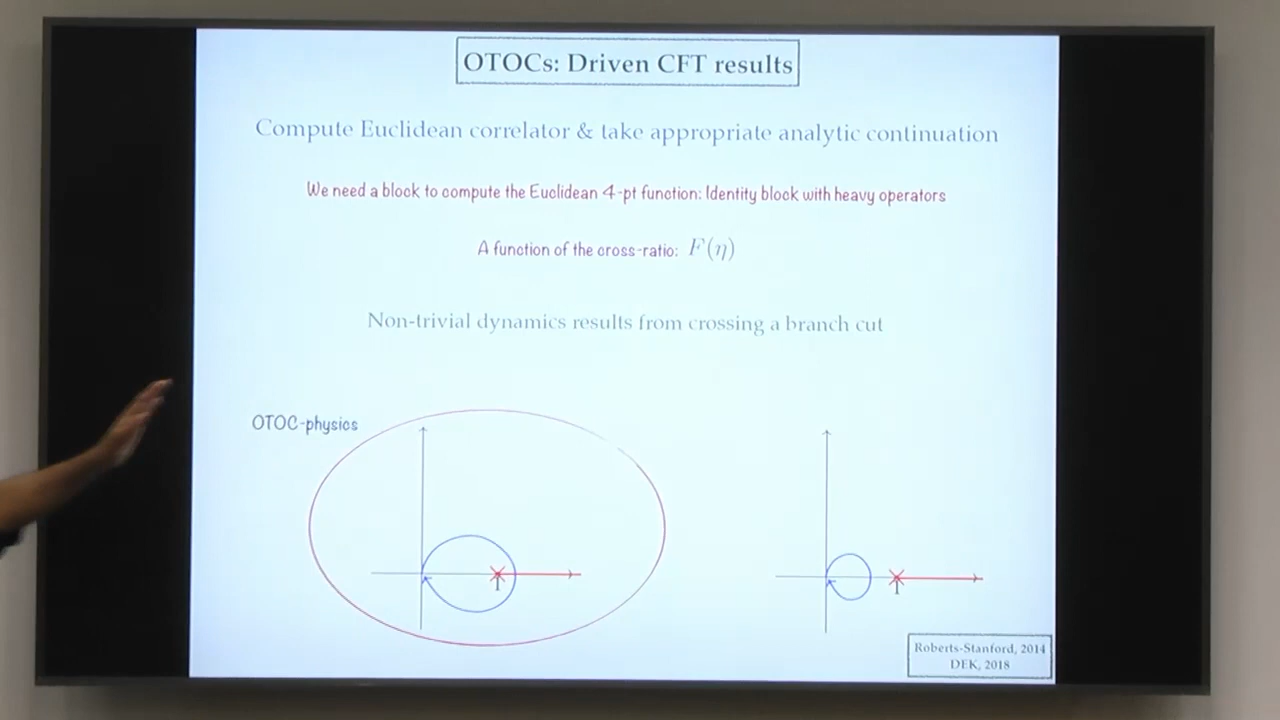 OTOCs: Driven CFT results
Compute Euclidean correlator & take appropriate analytic continuation
We need a block to compute the Euclidean 4-pt function: Identity block with heavy operators
A function of the cross-ratio: F(η)
Non-trivial dynamics results from crossing a branch cut
OTOC-physics
1
1
Roberts-Stanford, 2014
DEK, 2018